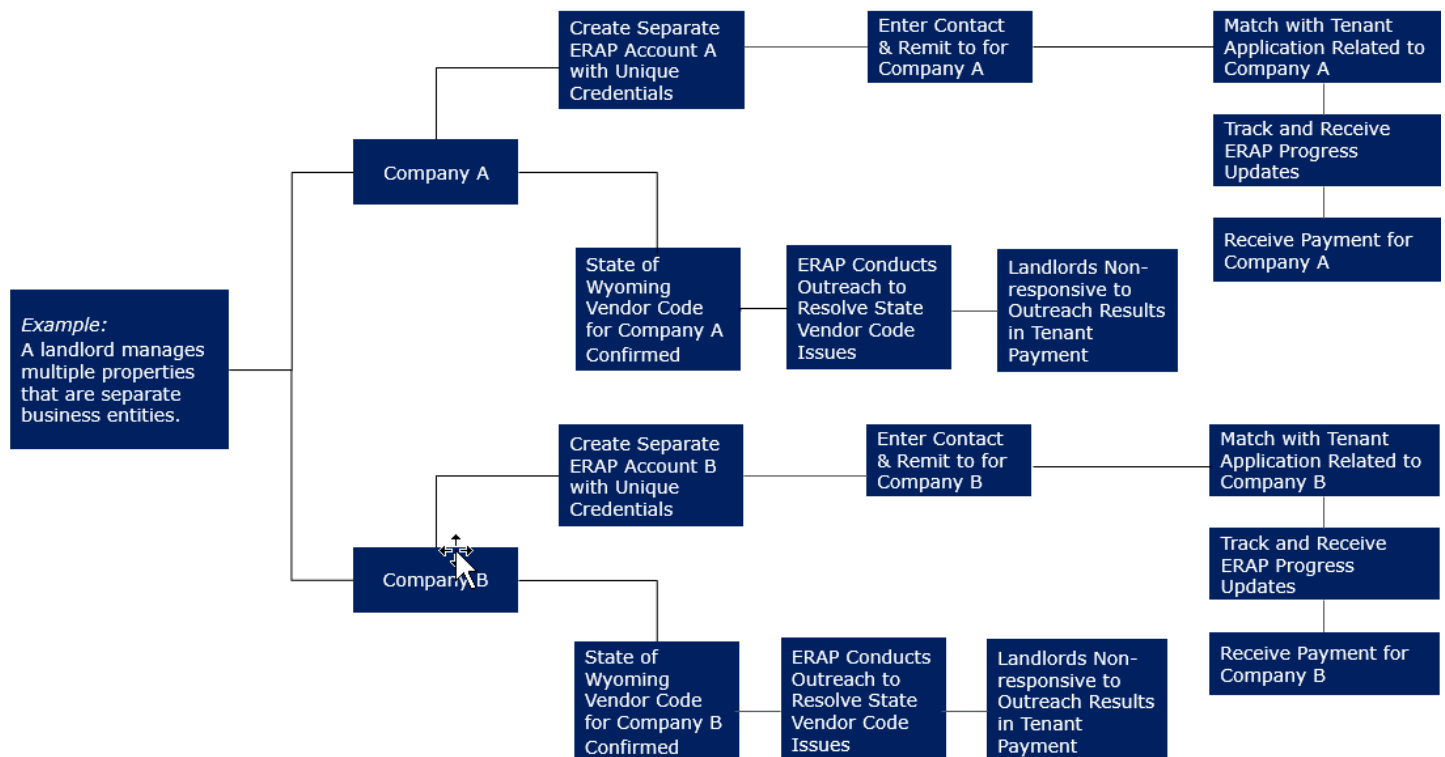 Example:
A landlord manages
multiple properties
that are separate
business entities.
Company A
Create Separate
ERAP Account A
with Unique
Credentials
Enter Contact
& Remit to for
Company A
Match with Tenant
Application Related to
Company A
Track and Receive
ERAP Progress
Updates
Receive Payment for
Company A
State of
Wyoming
Vendor Code
for Company A
Confirmed
ERAP Conducts
Outreach to
Resolve State
Vendor Code
Issues
Landlords Non-
responsive to
Outreach Results
in Tenant
Payment
Company B
Create Separate
ERAP Account B
with Unique
Credentials
Enter Contact
& Remit to for
Company B
Match with Tenant
Application Related to
Company B
Track and Receive
ERAP Progress
Updates
Receive Payment for
Company B
State of
Wyoming
Vendor Code
for Company B
Confirmed
ERAP Conducts
Outreach to
Resolve State
Vendor Code
Issues
Landlords Non-
responsive to
Outreach Results
in Tenant
Payment